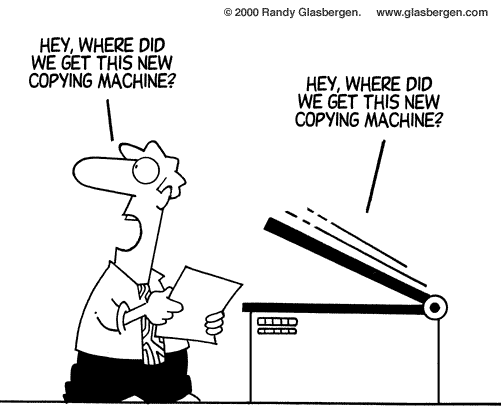 © 2000 Randy Glasbergen. www.glasbergen.com
HEY, WHERE DID
WE GET THIS NEW
COPYING MACHINE?
HEY, WHERE DID
WE GET THIS NEW
COPYING MACHINE?